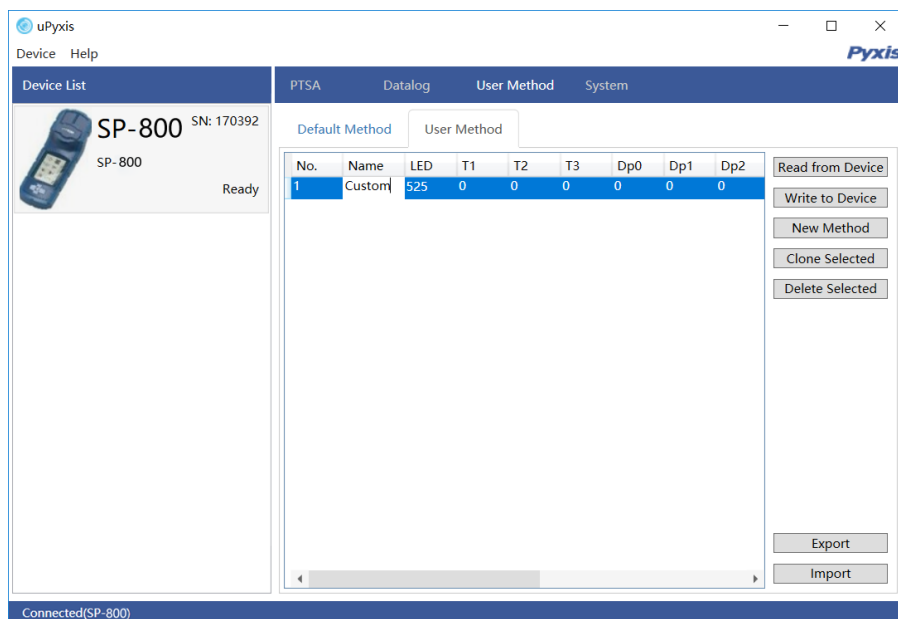 uPyxis
Device Help
Pyxis
Device List
SP-800 SN: 170392
SP-800
Ready
PTSA Datalog User Method System
Default Method User Method
No. Name LED T1 T2 T3 Dp0 Dp1 Dp2
1 Custom 525 0 0 0 0 0 0
Read from Device
Write to Device
New Method
Clone Selected
Delete Selected
Export
Import
Connected(SP-800)